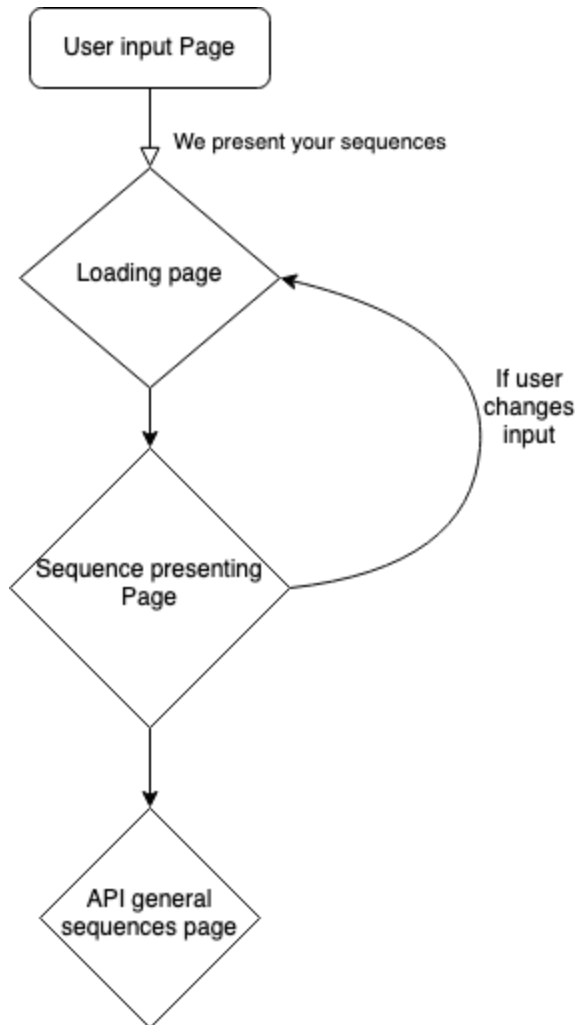 User input Page
We present your sequences
Loading page
If user
changes
input
Sequence presenting
Page
API general
sequences page